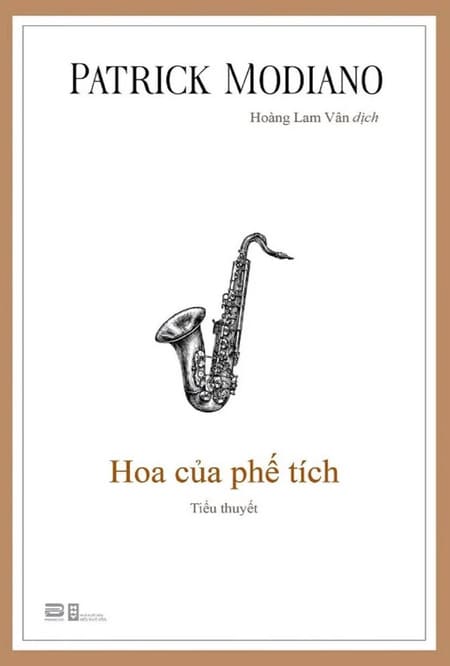 PATRICK MODIANO
Hoàng Lam Vân dịch
Hoa của phế tích
Tiểu thuyết